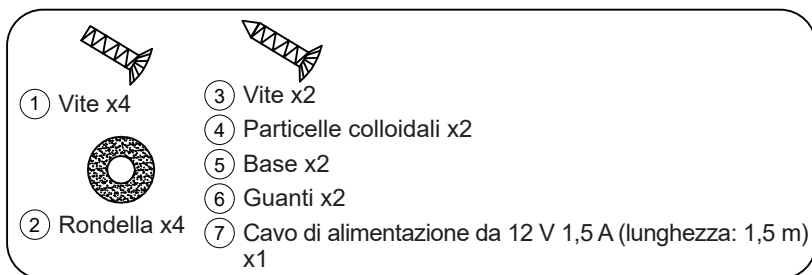 ① Vite x4
② Rondella x4
③ Vite x2
④ Particelle colloidali x2
⑤ Base x2
⑥ Guanti x2
⑦ Cavo di alimentazione da 12 V 1,5 A (lunghezza: 1,5 m)
x1